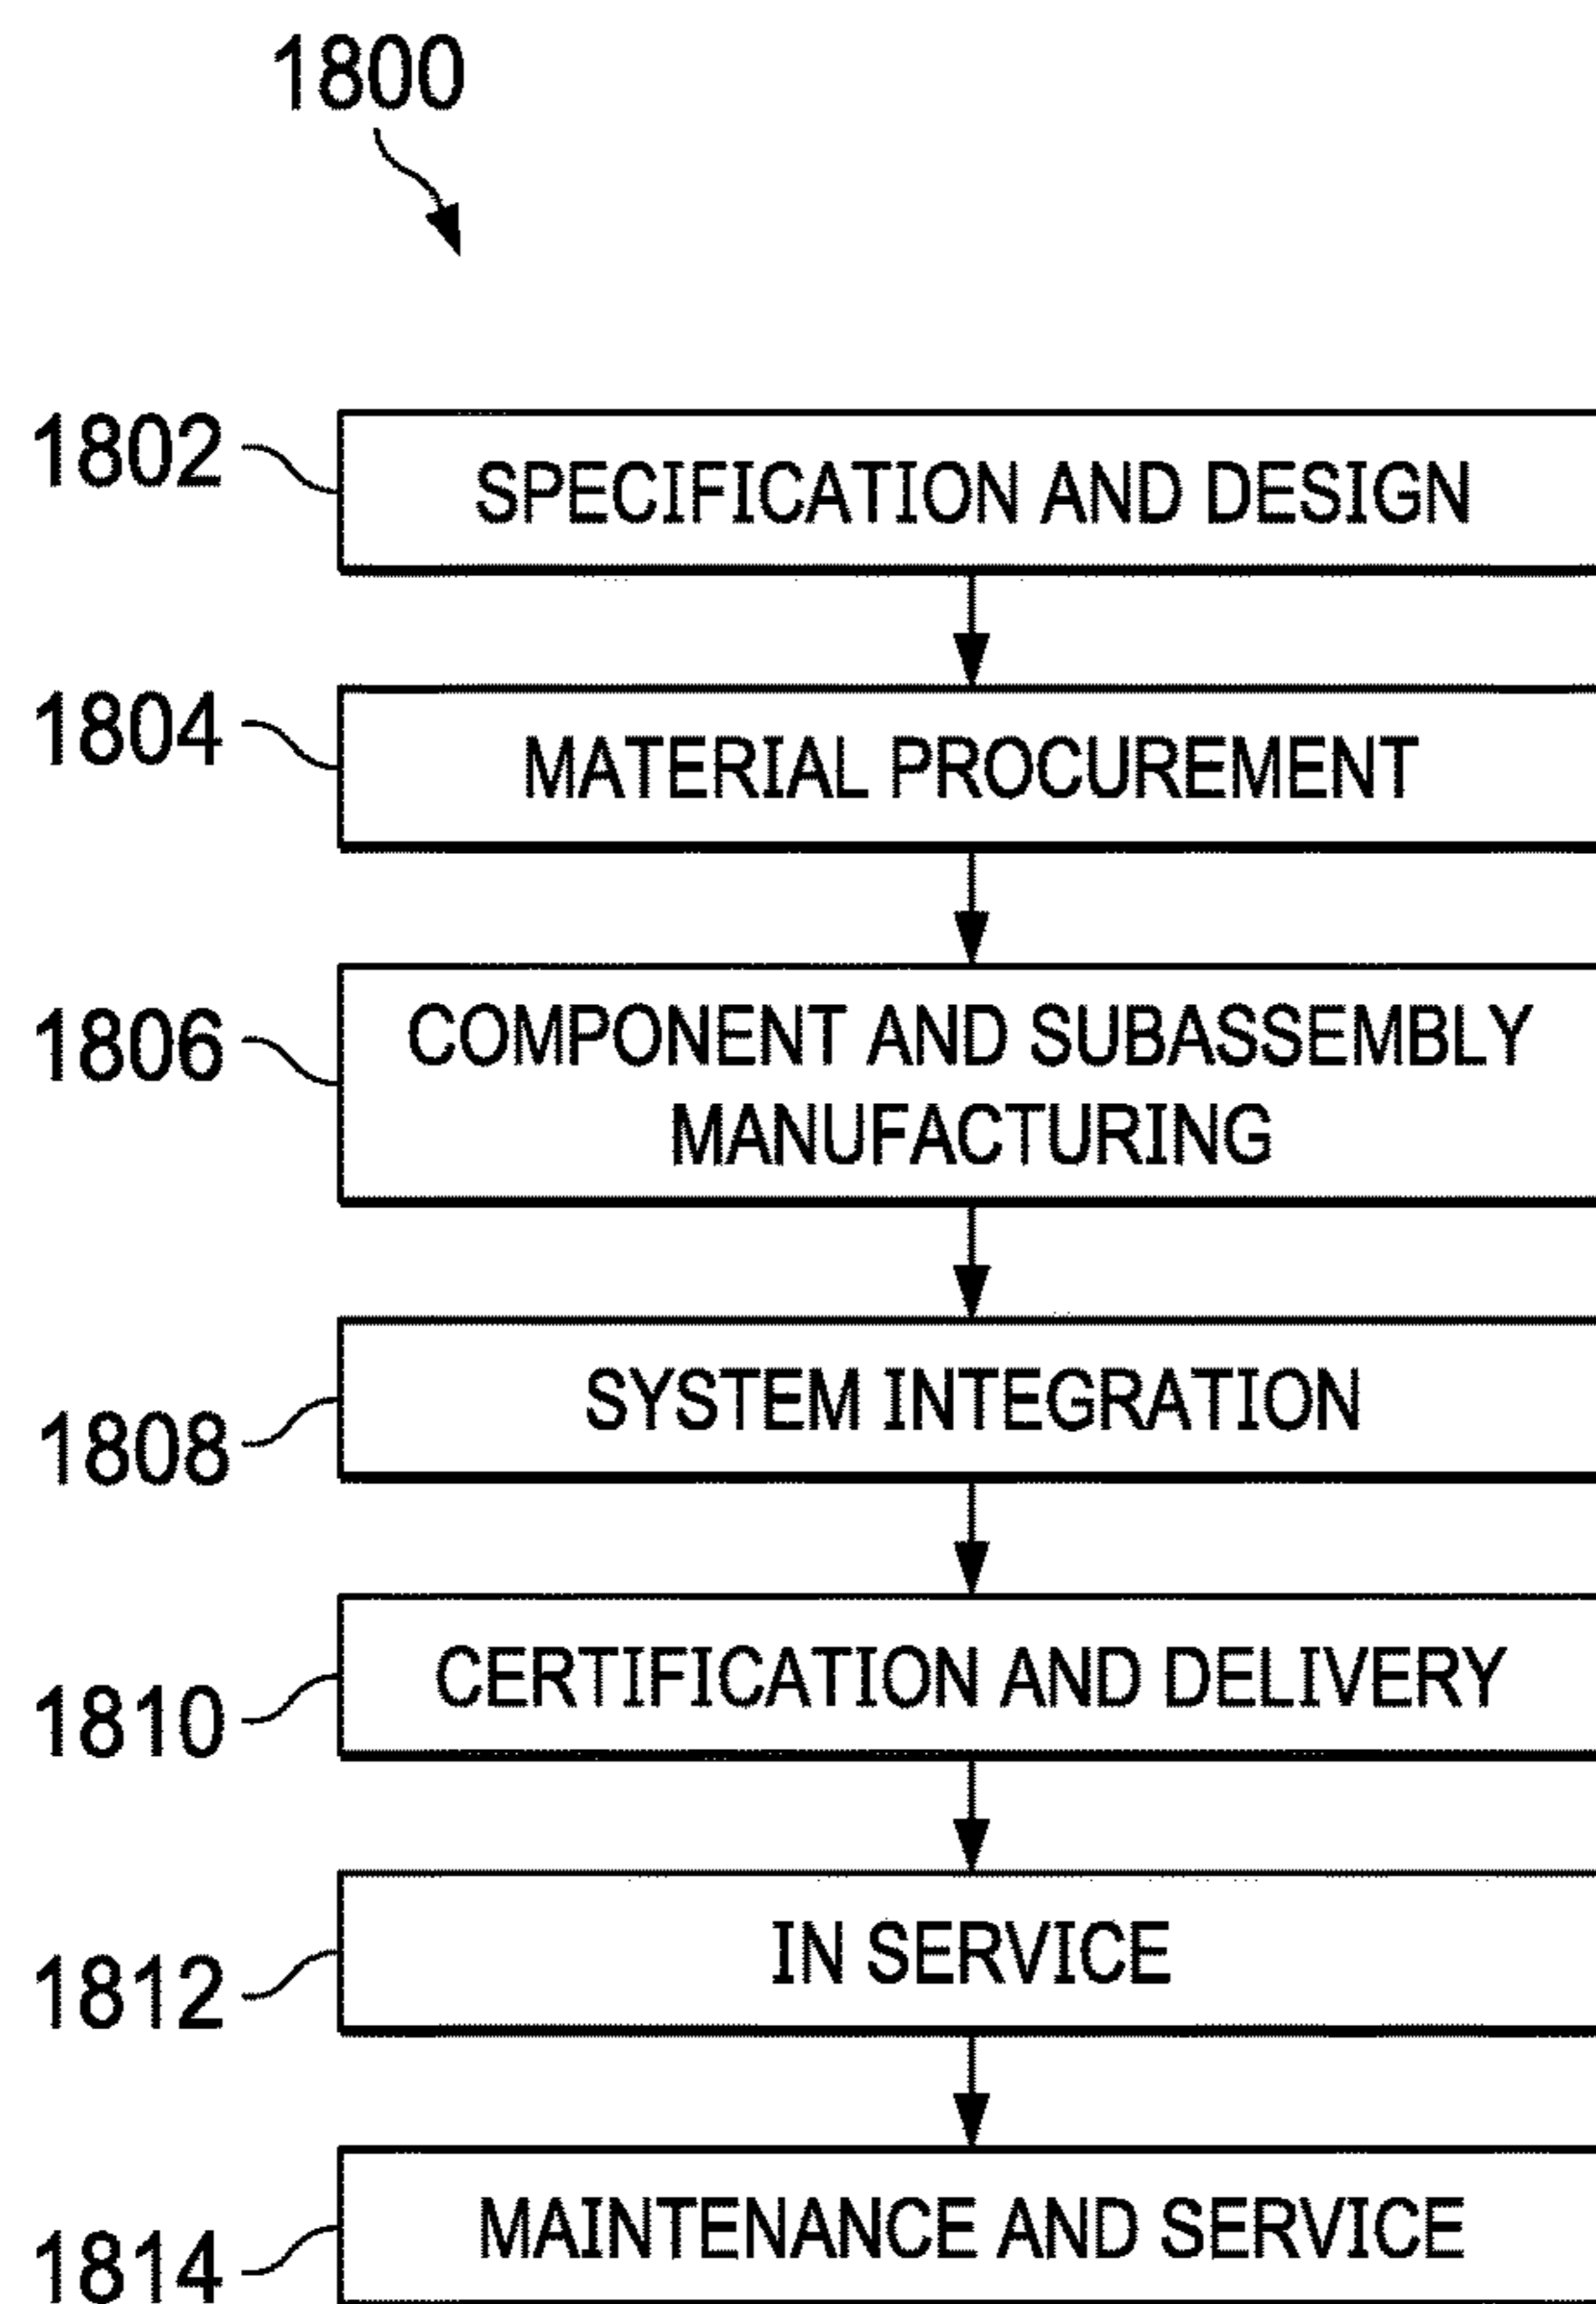 1800
1802
SPECIFICATION AND DESIGN
1804
MATERIAL PROCUREMENT
1806
COMPONENT AND SUBASSEMBLY
MANUFACTURING
1808
SYSTEM INTEGRATION
1810
CERTIFICATION AND DELIVERY
1812
IN SERVICE
1814
MAINTENANCE AND SERVICE